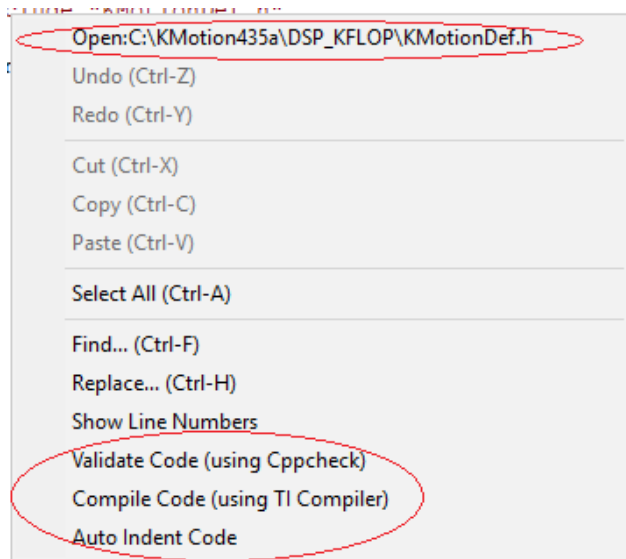 Open:C:\KMotion435a\DSP_KFLOP\KMotionDef.h
Undo (Ctrl-Z)
Redo (Ctrl-Y)
Cut (Ctrl-X)
Copy (Ctrl-C)
Paste (Ctrl-V)
Select All (Ctrl-A)
Find... (Ctrl-F)
Replace... (Ctrl-H)
Show Line Numbers
Validate Code (using Cppcheck)
Compile Code (using TI Compiler)
Auto Indent Code